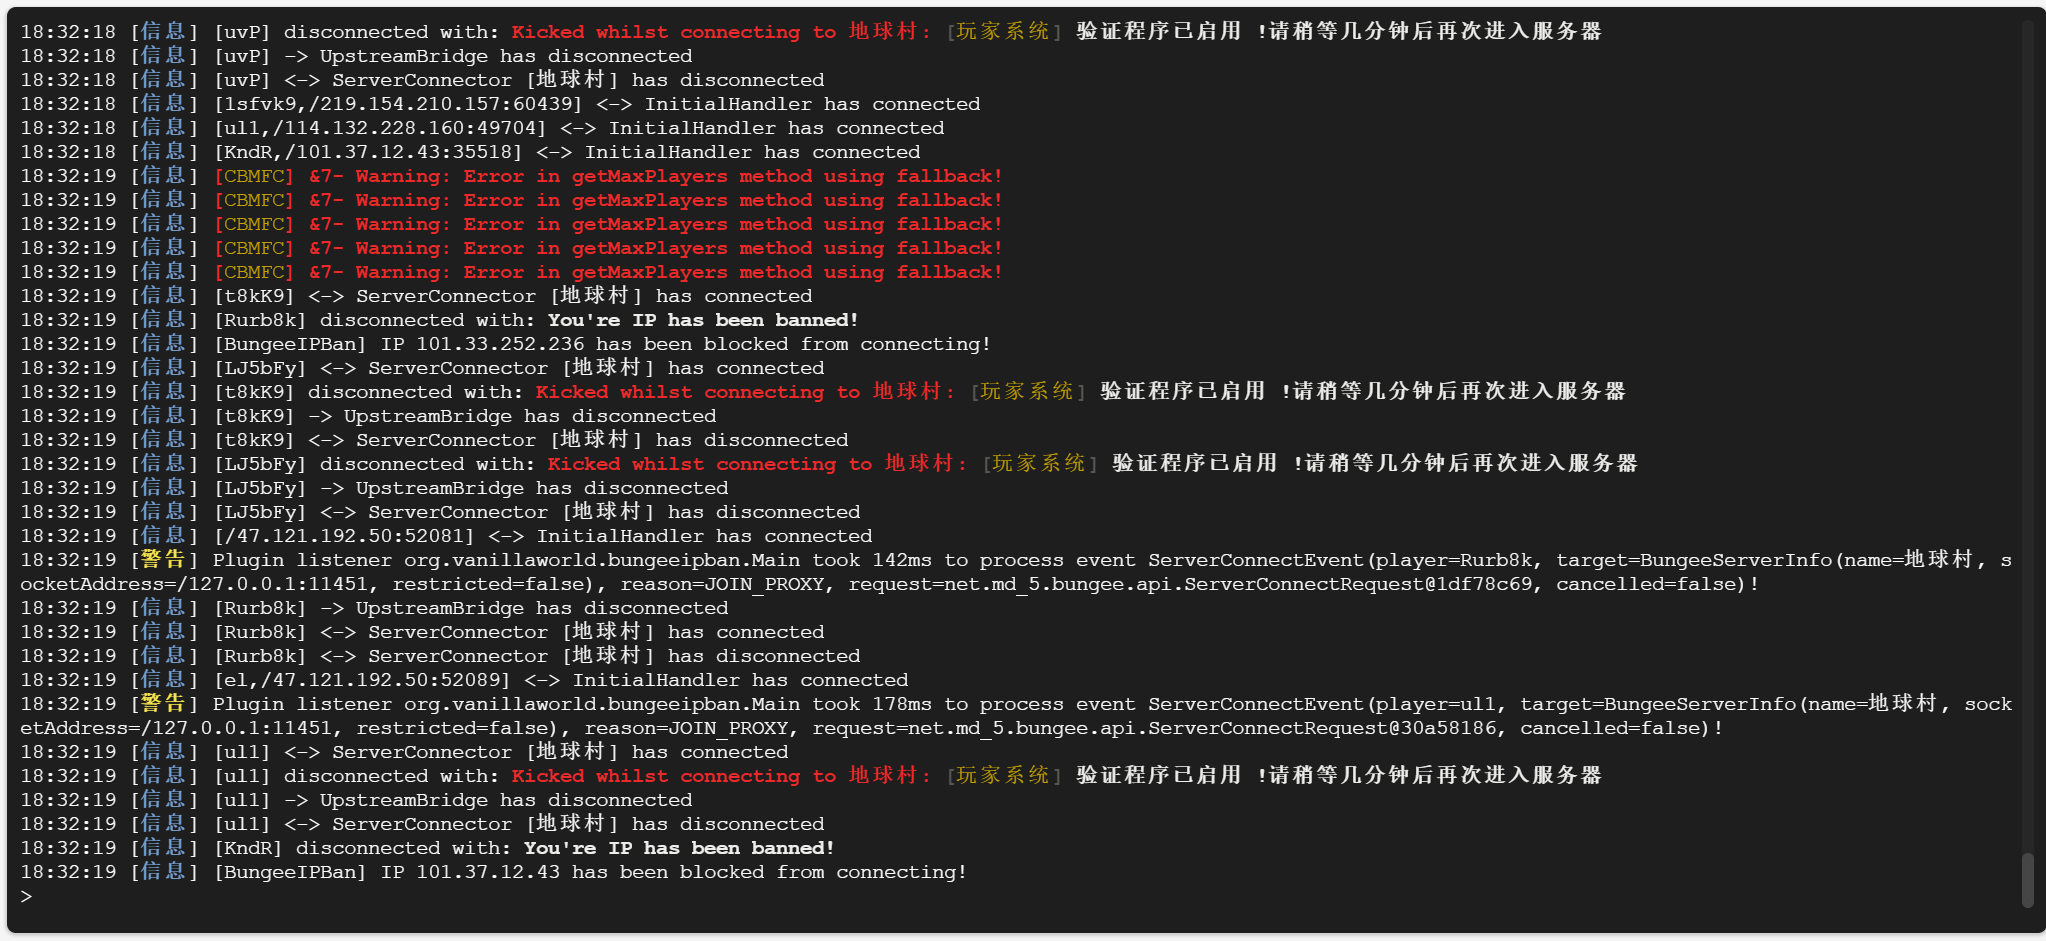 18:32:18 [信息] [uvP] disconnected with: Kicked whilst connecting to 地球村: [玩家系统] 验证程序已启用 !请稍等几分钟后再次进入服务器
18:32:18 [信息] [uvP] -> UpstreamBridge has disconnected
18:32:18 [信息] [uvP] <-> ServerConnector [地球村] has disconnected
18:32:18 [信息] [1sfvk9,/219.154.210.157:60439] <-> InitialHandler has connected
18:32:18 [信息] [ul1,/114.132.228.160:49704] <-> InitialHandler has connected
18:32:18 [信息] [KndR,/101.37.12.43:35518] <-> InitialHandler has connected
18:32:19 [信息] [CBMFC] &7- Warning: Error in getMaxPlayers method using fallback!
18:32:19 [信息] [CBMFC] &7- Warning: Error in getMaxPlayers method using fallback!
18:32:19 [信息] [CBMFC] &7- Warning: Error in getMaxPlayers method using fallback!
18:32:19 [信息] [CBMFC] &7- Warning: Error in getMaxPlayers method using fallback!
18:32:19 [信息] [CBMFC] &7- Warning: Error in getMaxPlayers method using fallback!
18:32:19 [信息] [t8kK9] <-> ServerConnector [地球村] has connected
18:32:19 [信息] [Rurb8k] disconnected with: You're IP has been banned!
18:32:19 [信息] [BungeeIPBan] IP 101.33.252.236 has been blocked from connecting!
18:32:19 [信息] [LJ5bFy] <-> ServerConnector [地球村] has connected
18:32:19 [信息] [t8kK9] disconnected with: Kicked whilst connecting to 地球村: [玩家系统] 验证程序已启用 !请稍等几分钟后再次进入服务器
18:32:19 [信息] [t8kK9] -> UpstreamBridge has disconnected
18:32:19 [信息] [t8kK9] <-> ServerConnector [地球村] has disconnected
18:32:19 [信息] [LJ5bFy] disconnected with: Kicked whilst connecting to 地球村: [玩家系统] 验证程序已启用 !请稍等几分钟后再次进入服务器
18:32:19 [信息] [LJ5bFy] -> UpstreamBridge has disconnected
18:32:19 [信息] [LJ5bFy] <-> ServerConnector [地球村] has disconnected
18:32:19 [信息] [/47.121.192.50:52081] <-> InitialHandler has connected
18:32:19 [警告] Plugin listener org.vanillaworld.bungeeipban.Main took 142ms to process event ServerConnectEvent(player=Rurb8k, target=BungeeServerInfo(name=地球村, s
ocketAddress=/127.0.0.1:11451, restricted=false), reason=JOIN_PROXY, request=net.md_5.bungee.api.ServerConnectRequest@1df78c69, cancelled=false)!
18:32:19 [信息] [Rurb8k] -> UpstreamBridge has disconnected
18:32:19 [信息] [Rurb8k] <-> ServerConnector [地球村] has connected
18:32:19 [信息] [Rurb8k] <-> ServerConnector [地球村] has disconnected
18:32:19 [信息] [el,/47.121.192.50:52089] <-> InitialHandler has connected
18:32:19 [警告] Plugin listener org.vanillaworld.bungeeipban.Main took 178ms to process event ServerConnectEvent(player=ul1, target=BungeeServerInfo(name=地球村, sock
etAddress=/127.0.0.1:11451, restricted=false), reason=JOIN_PROXY, request=net.md_5.bungee.api.ServerConnectRequest@30a58186, cancelled=false)!
18:32:19 [信息] [ul1] <-> ServerConnector [地球村] has connected
18:32:19 [信息] [ul1] disconnected with: Kicked whilst connecting to 地球村: [玩家系统] 验证程序已启用 !请稍等几分钟后再次进入服务器
18:32:19 [信息] [ul1] -> UpstreamBridge has disconnected
18:32:19 [信息] [ul1] <-> ServerConnector [地球村] has disconnected
18:32:19 [信息] [KndR] disconnected with: You're IP has been banned!
18:32:19 [信息] [BungeeIPBan] IP 101.37.12.43 has been blocked from connecting!
>